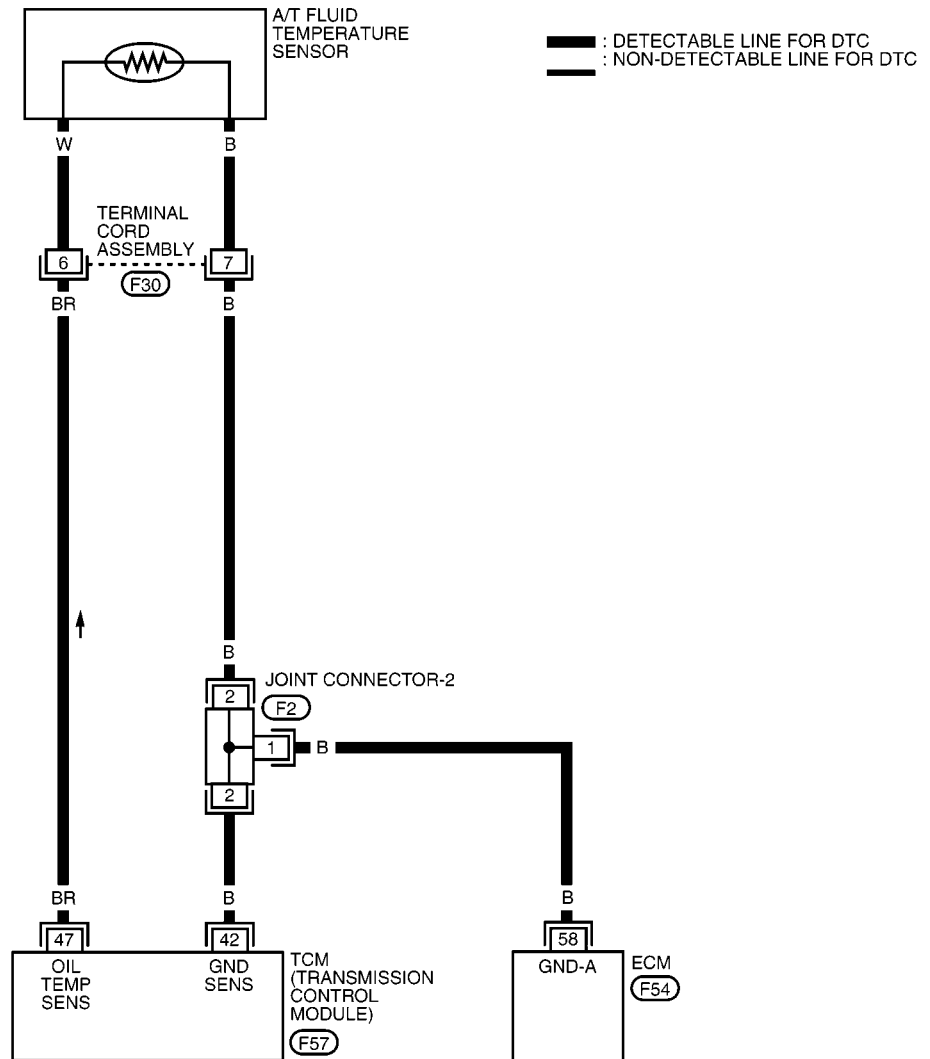 A/T FLUID
TEMPERATURE
SENSOR
: DETECTABLE LINE FOR DTC
: NON-DETECTABLE LINE FOR DTC
W
B
TERMINAL
CORD
ASSEMBLY
6
7
F30
BR
B
B
JOINT CONNECTOR-2
2
F2
1
B
2
BR
B
B
47
42
58
OIL
TEMP
SENS
GND
SENS
TCM
(TRANSMISSION
CONTROL
MODULE)
F57
GND-A
ECM
F54